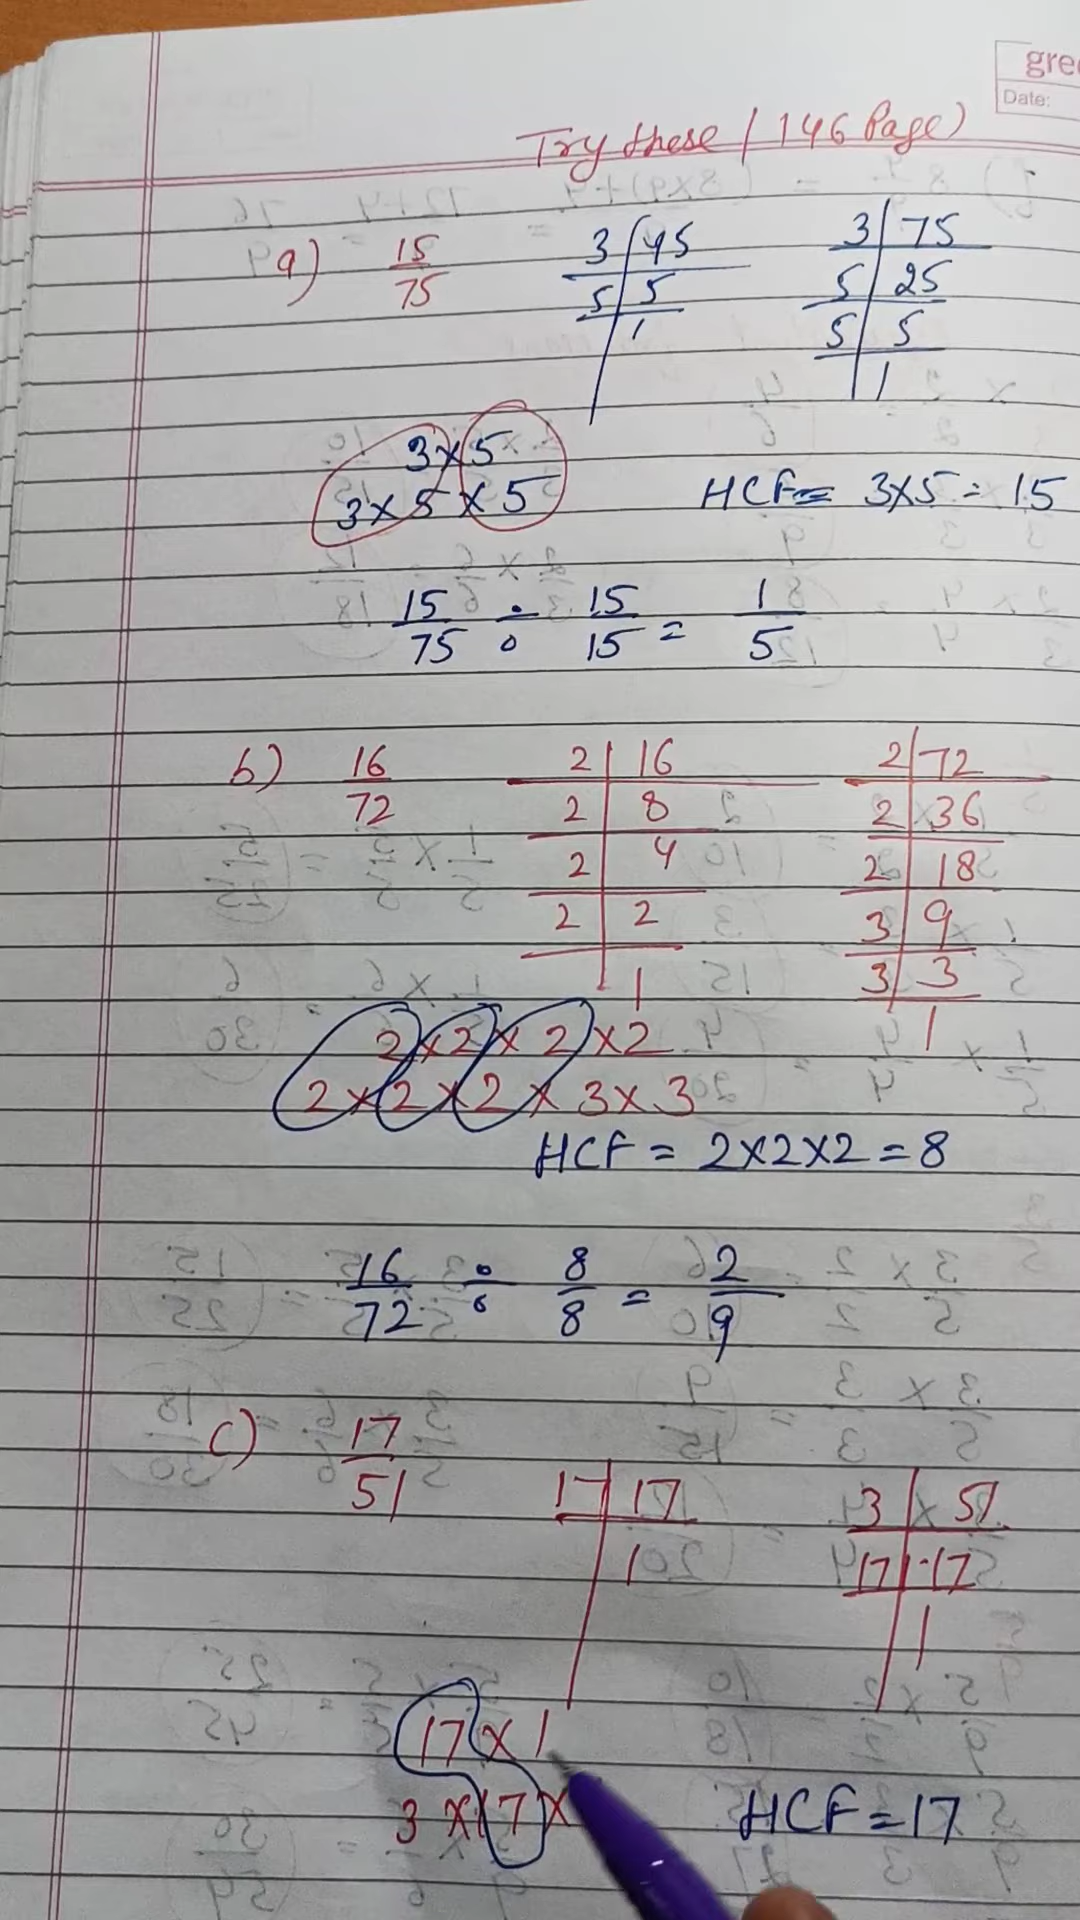 gree
Date:
Try these (146 Page)
a) 15/75
3 | 45
5 | 5
1
3 | 75
5 | 25
5 | 5
1
3×5
3×5×5
HCF = 3×5 = 15
15/75 ÷ 15/15 = 1/5
b) 16/72
2 | 16
2 | 8
2 | 4
2 | 2
1
2 | 72
2 | 36
2 | 18
3 | 9
3 | 3
1
2×2×2×2
2×2×2×3×3
HCF = 2×2×2 = 8
16/72 ÷ 8/8 = 2/9
c) 17/51
17 | 17
1
3 | 51
17 | 17
1
17×1
3×17×
HCF = 17